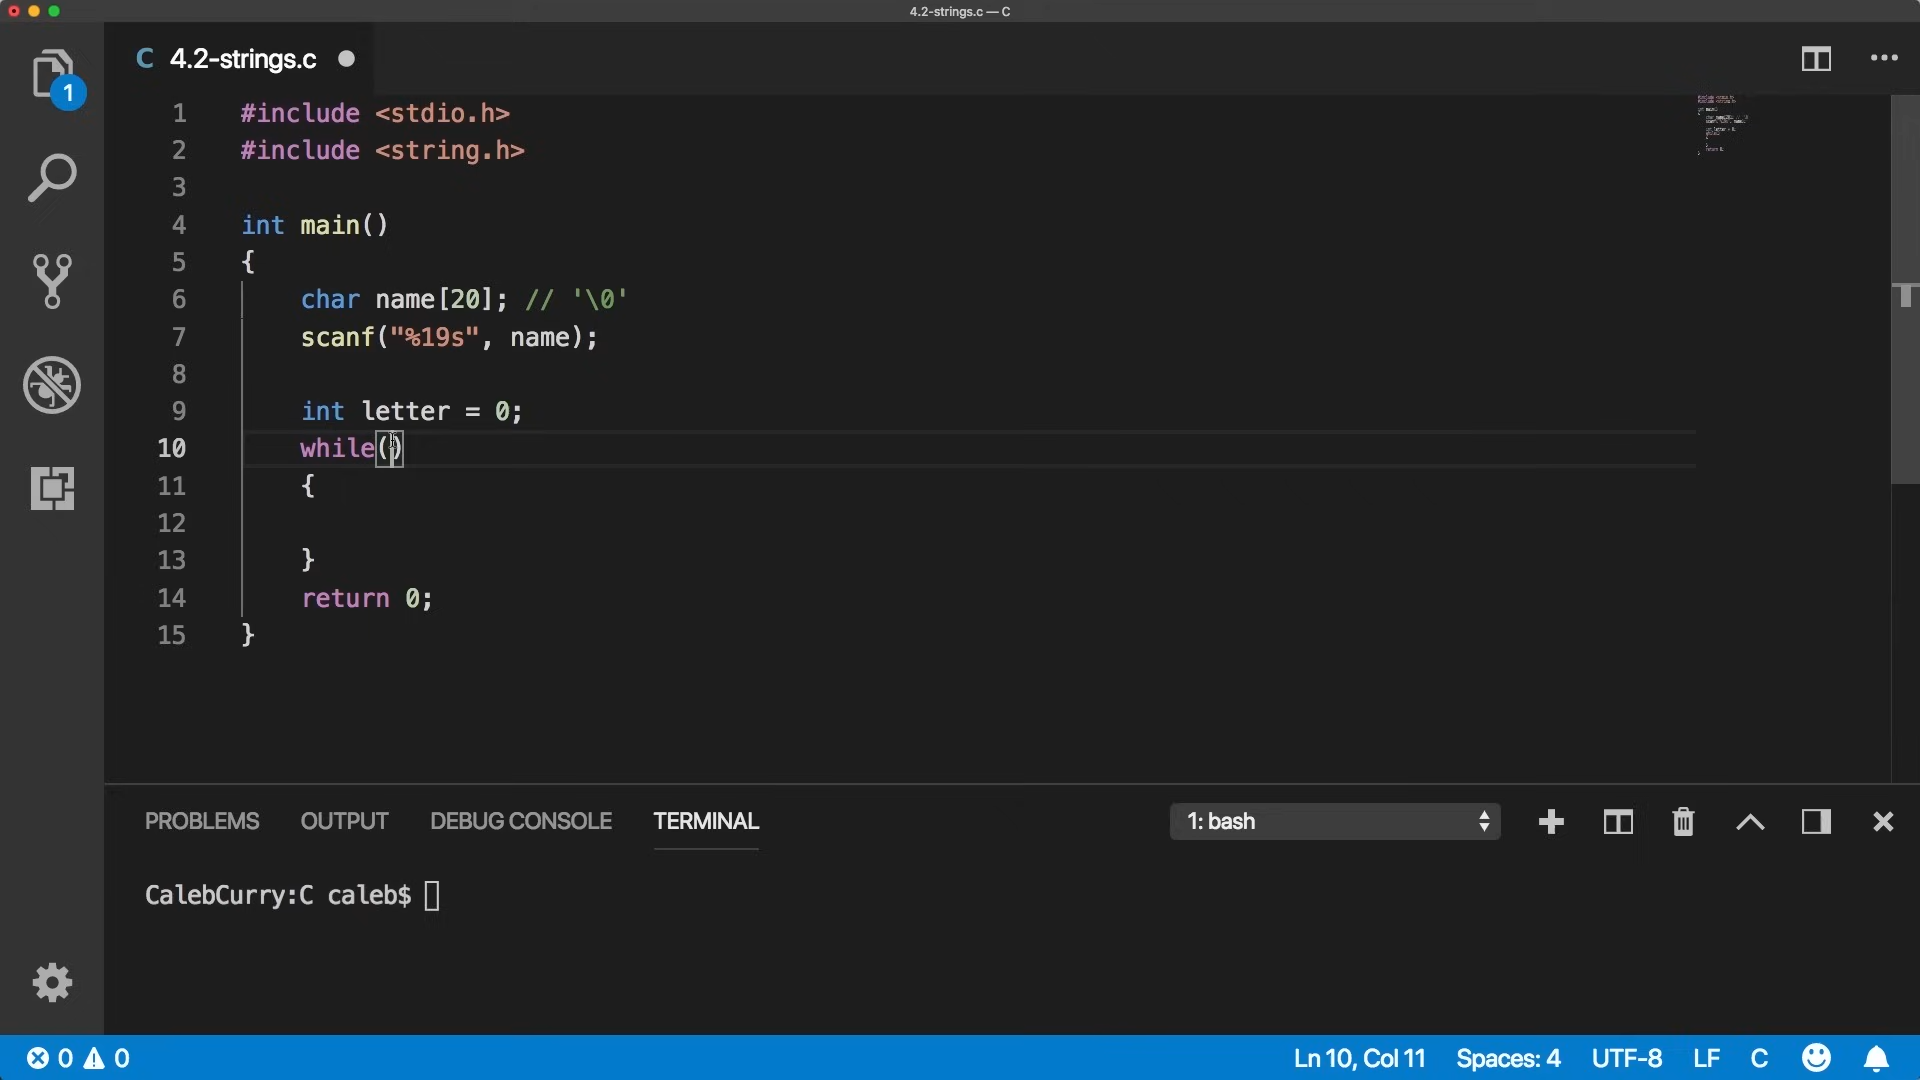 4.2-strings.c — C
C 4.2-strings.c
1
1 #include <stdio.h>
2 #include <string.h>
3
4 int main()
5 {
6     char name[20]; // '\0'
7     scanf("%19s", name);
8
9     int letter = 0;
10     while()
11     {
12
13     }
14     return 0;
15 }
PROBLEMS OUTPUT DEBUG CONSOLE TERMINAL 1: bash
CalebCurry:C caleb$
0 0 Ln 10, Col 11 Spaces: 4 UTF-8 LF C